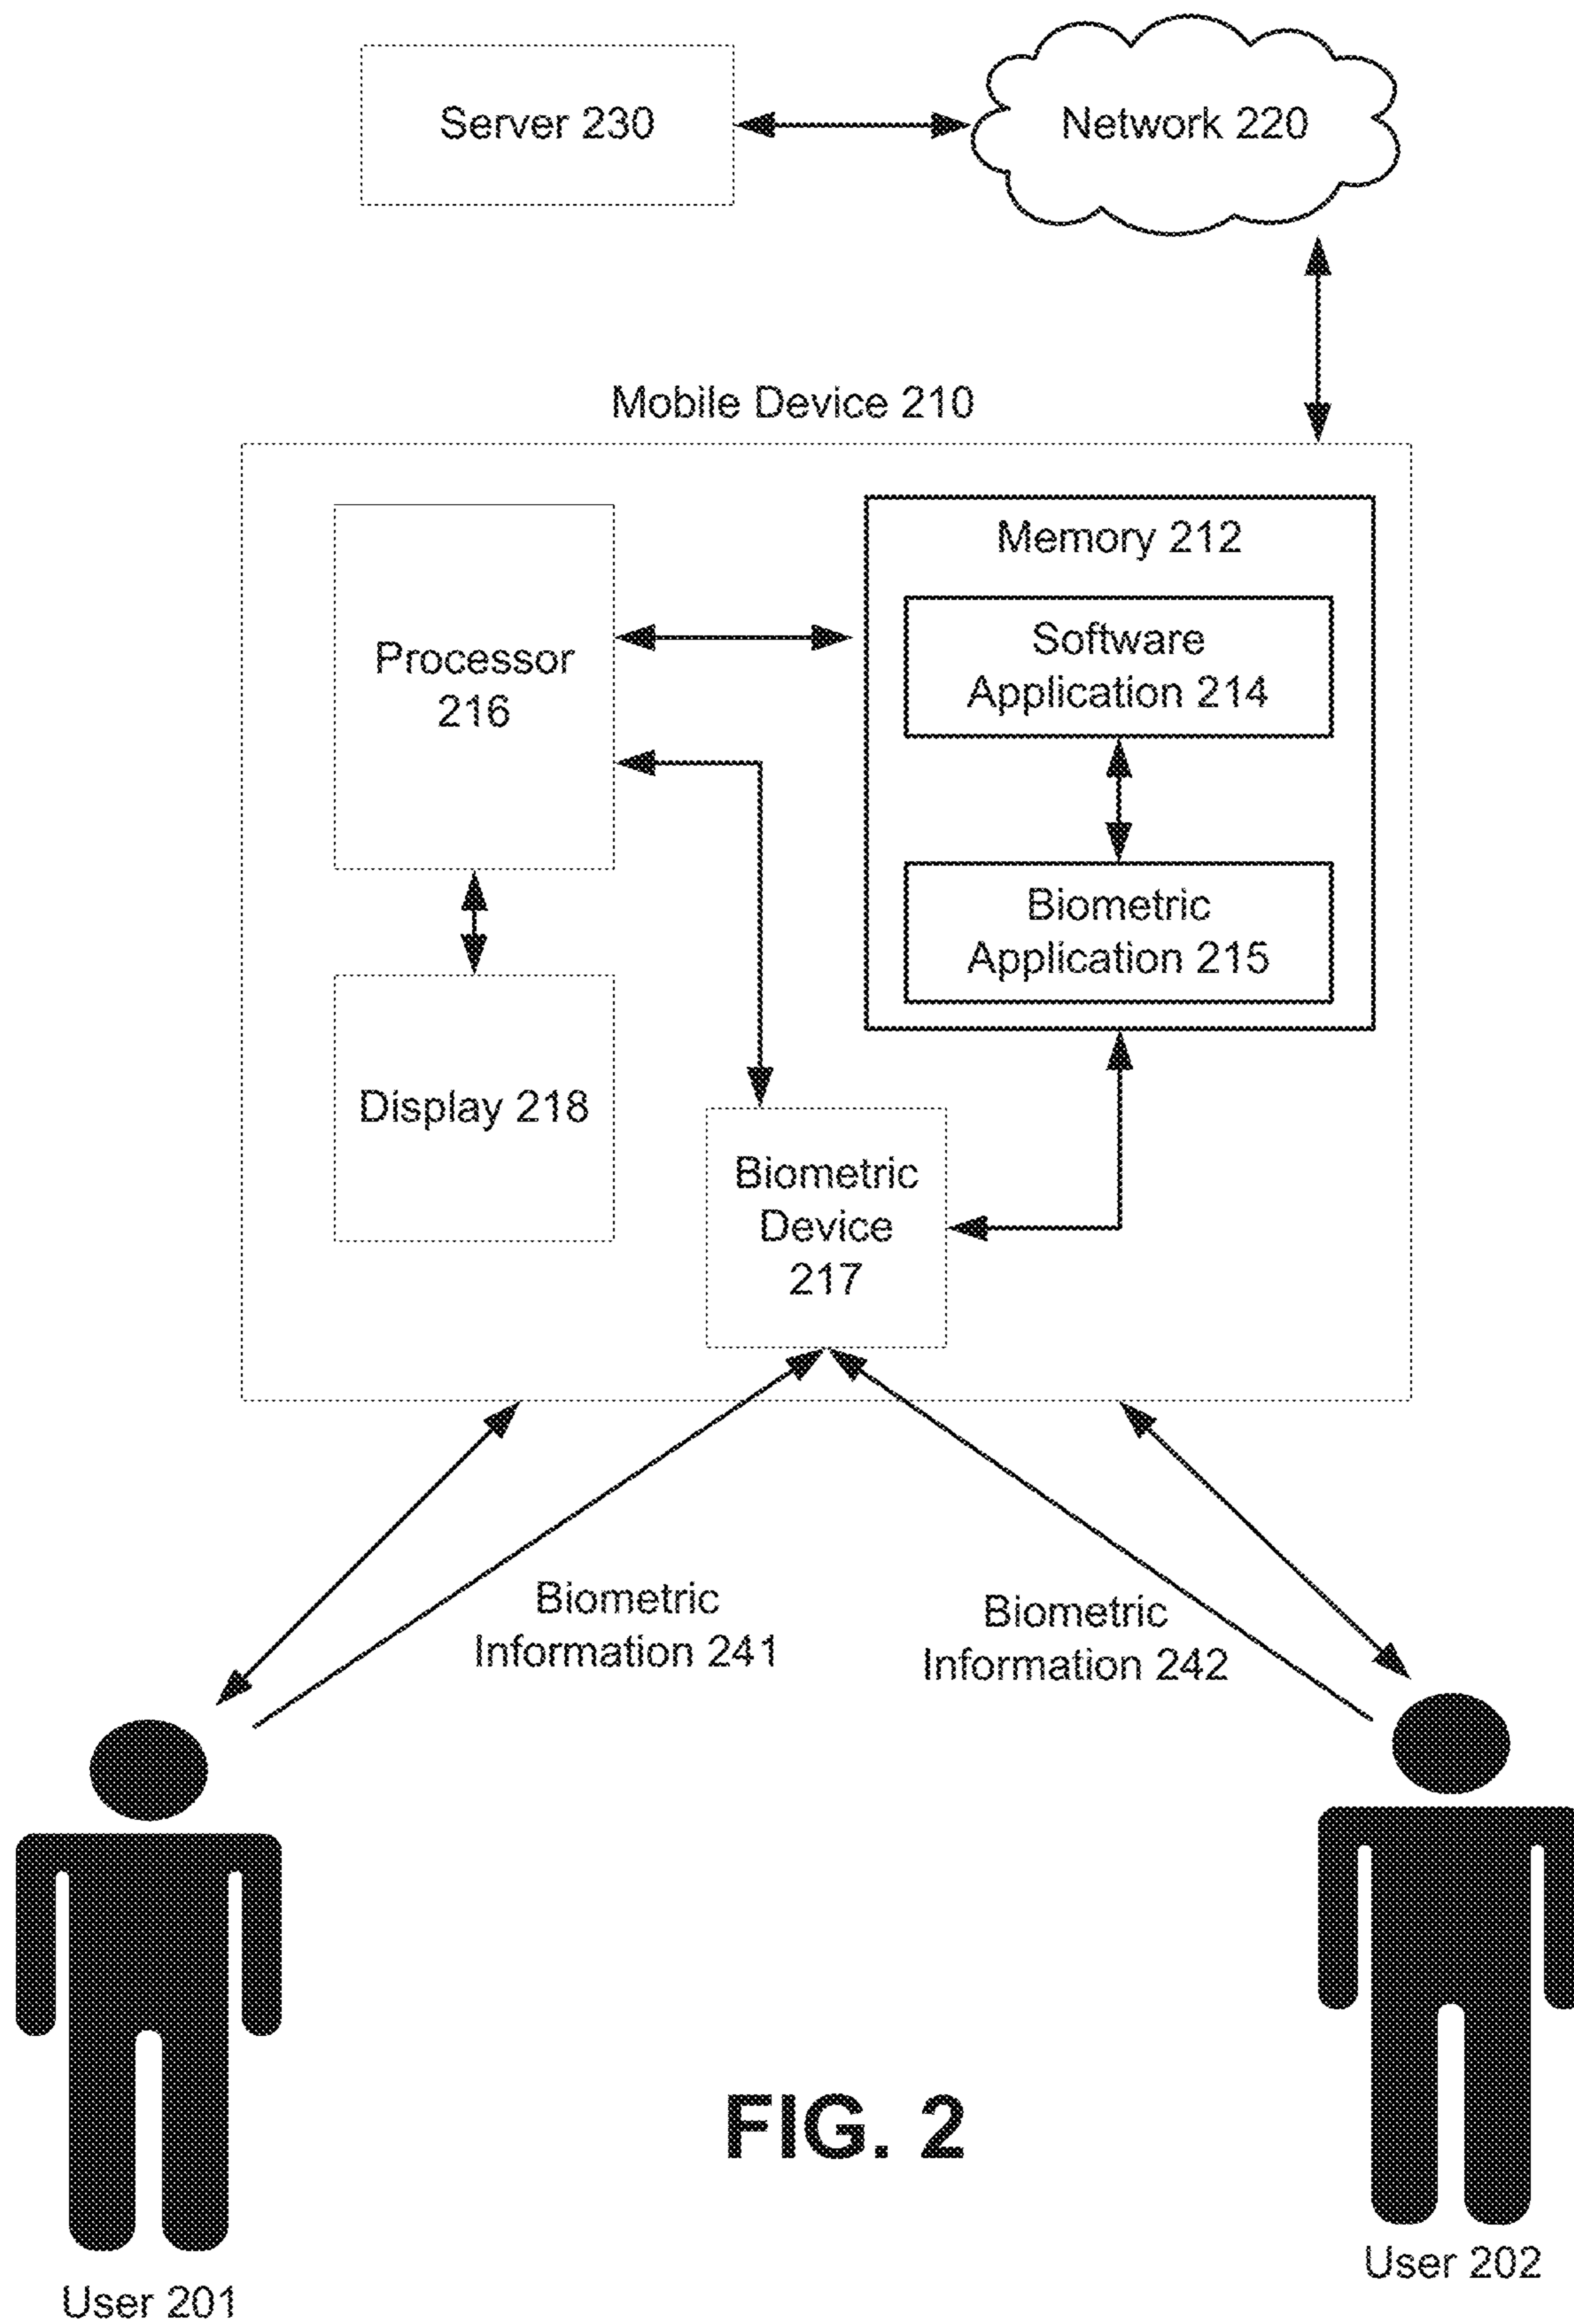 Server 230
Network 220
Mobile Device 210
Memory 212
Software
Application 214
Processor
216
Biometric
Application 215
Display 218
Biometric
Device
217
Biometric
Information 241
Biometric
Information 242
FIG. 2
User 201
User 202